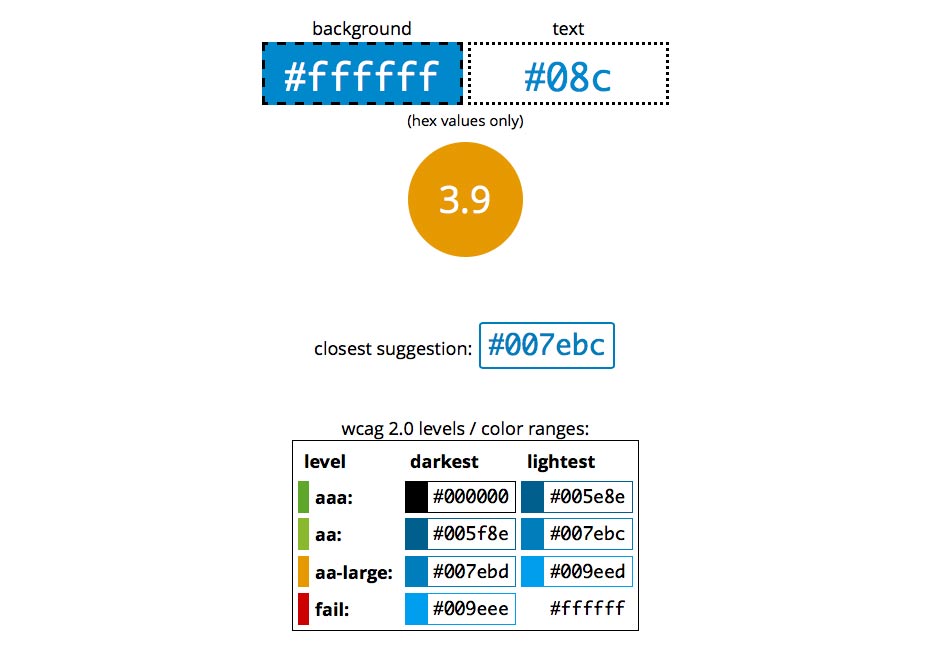 background text
#ffffff #08c
(hex values only)
3.9
closest suggestion: #007ebc
wcag 2.0 levels / color ranges:
level darkest lightest
aaa: #000000 #005e8e
aa: #005f8e #007ebc
aa-large: #007ebd #009eed
fail: #009eee #ffffff